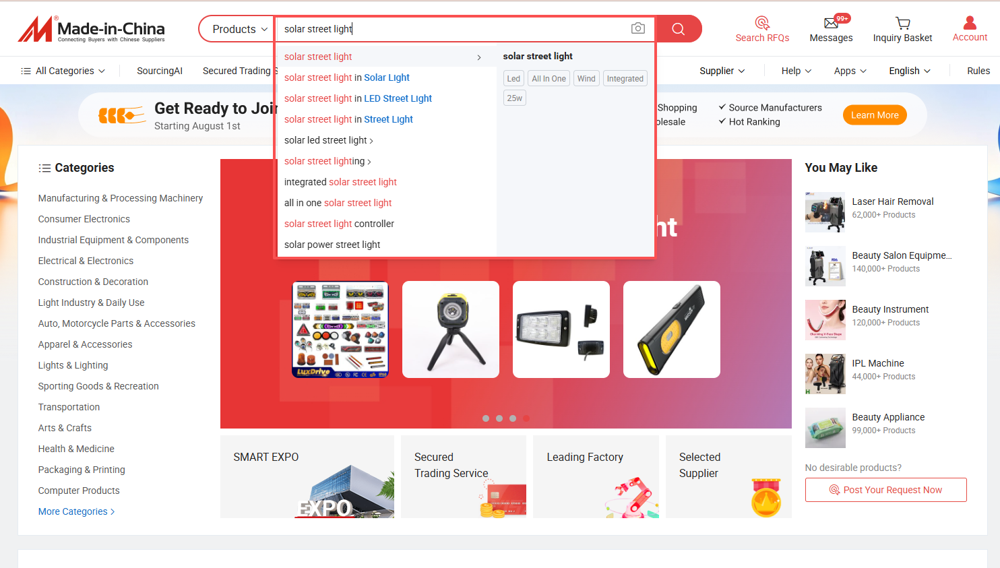 Made-in-China
Connecting Buyers with Chinese Suppliers
Products
solar street light
Search RFQs
99+
Messages
Inquiry Basket
Account
All Categories
SourcingAI
Secured Trading S
Supplier
Help
Apps
English
Rules
solar street light
solar street light in Solar Light
solar street light in LED Street Light
solar street light in Street Light
solar led street light
solar street lighting
integrated solar street light
all in one solar street light
solar street light controller
solar power street light
solar street light
Led
All In One
Wind
Integrated
25w
Get Ready to Joi
Starting August 1st
Shopping
olesale
Source Manufacturers
Hot Ranking
Learn More
Categories
Manufacturing & Processing Machinery
Consumer Electronics
Industrial Equipment & Components
Electrical & Electronics
Construction & Decoration
Light Industry & Daily Use
Auto, Motorcycle Parts & Accessories
Apparel & Accessories
Lights & Lighting
Sporting Goods & Recreation
Transportation
Arts & Crafts
Health & Medicine
Packaging & Printing
Computer Products
More Categories
ht
LuxDrive
SMART EXPO
EXPO
Secured
Trading Service
Leading Factory
Selected
Supplier
You May Like
Laser Hair Removal
62,000+ Products
Beauty Salon Equipme...
140,000+ Products
Beauty Instrument
120,000+ Products
IPL Machine
44,000+ Products
Beauty Appliance
99,000+ Products
No desirable products?
Post Your Request Now